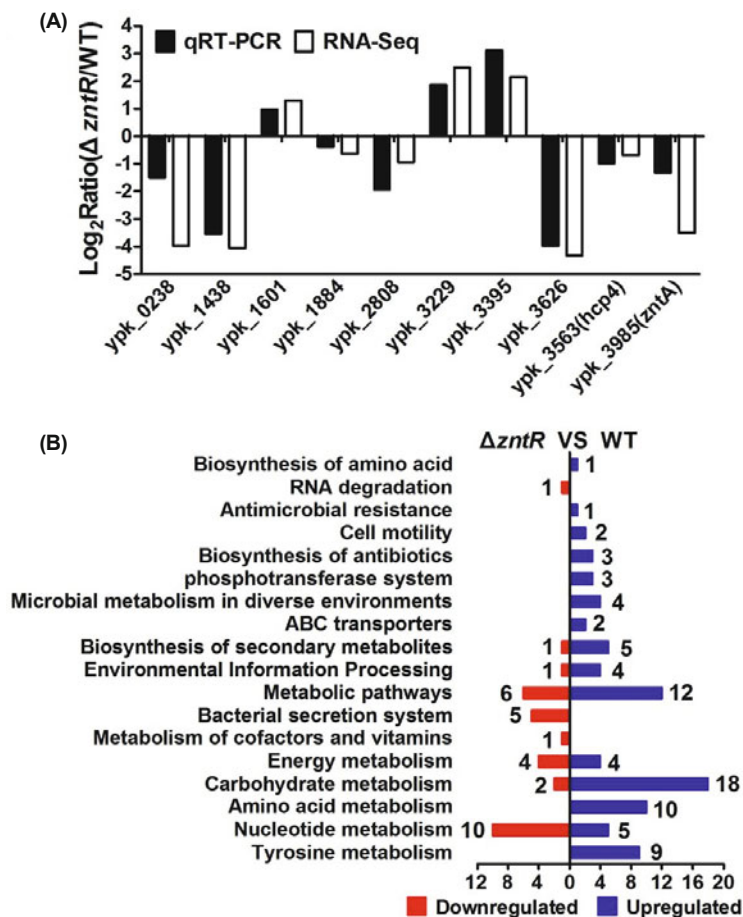 (A)
qRT-PCR RNA-Seq
Log2Ratio(Δ zntR/WT)
4
3
2
1
0
-1
-2
-3
-4
-5
ypk_0238
ypk_1438
ypk_1601
ypk_1884
ypk_2808
ypk_3229
ypk_3395
ypk_3626
ypk_3563(hcp4)
ypk_3985(zntA)
(B)
ΔzntR VS WT
Biosynthesis of amino acid 1
RNA degradation 1
Antimicrobial resistance 1
Cell motility 2
Biosynthesis of antibiotics 3
phosphotransferase system 3
Microbial metabolism in diverse environments 4
ABC transporters 2
Biosynthesis of secondary metabolites 1 5
Environmental Information Processing 1 4
Metabolic pathways 6 12
Bacterial secretion system 5
Metabolism of cofactors and vitamins 1
Energy metabolism 4 4
Carbohydrate metabolism 2 18
Amino acid metabolism 10
Nucleotide metabolism 10 5
Tyrosine metabolism 9
12 8 4 0 4 8 12 16 20
Downregulated Upregulated